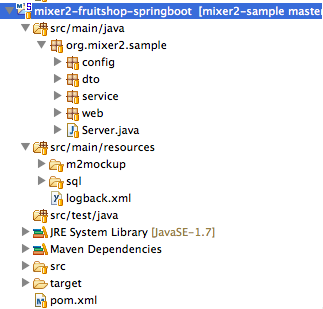 mixer2-fruitshop-springboot [mixer2-sample master
src/main/java
org.mixer2.sample
config
dto
service
web
Server.java
src/main/resources
m2mockup
sql
logback.xml
src/test/java
JRE System Library [JavaSE-1.7]
Maven Dependencies
src
target
pom.xml